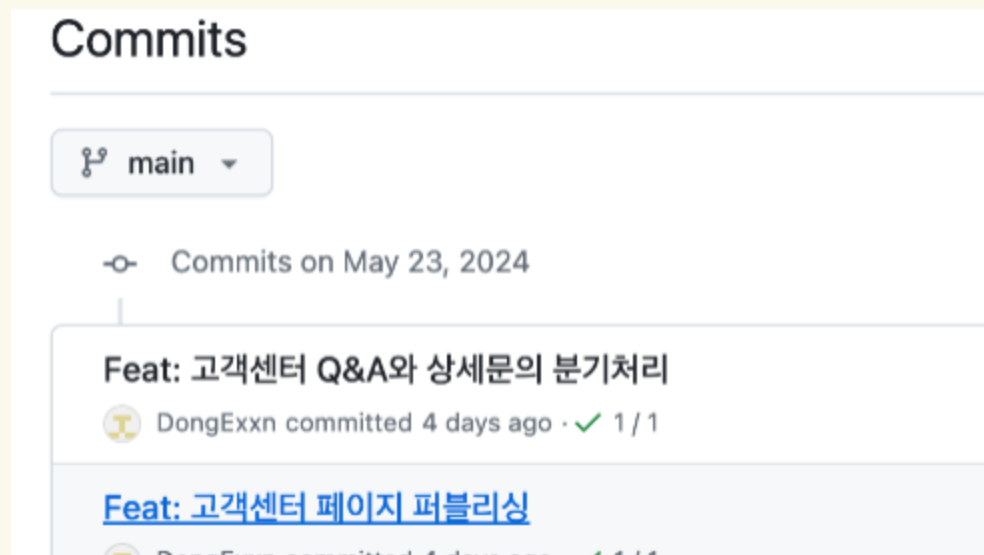 Commits
main
Commits on May 23, 2024
Feat: 고객센터 Q&A와 상세문의 분기처리
DongExxn committed 4 days ago · ✓ 1 / 1
Feat: 고객센터 페이지 퍼블리싱